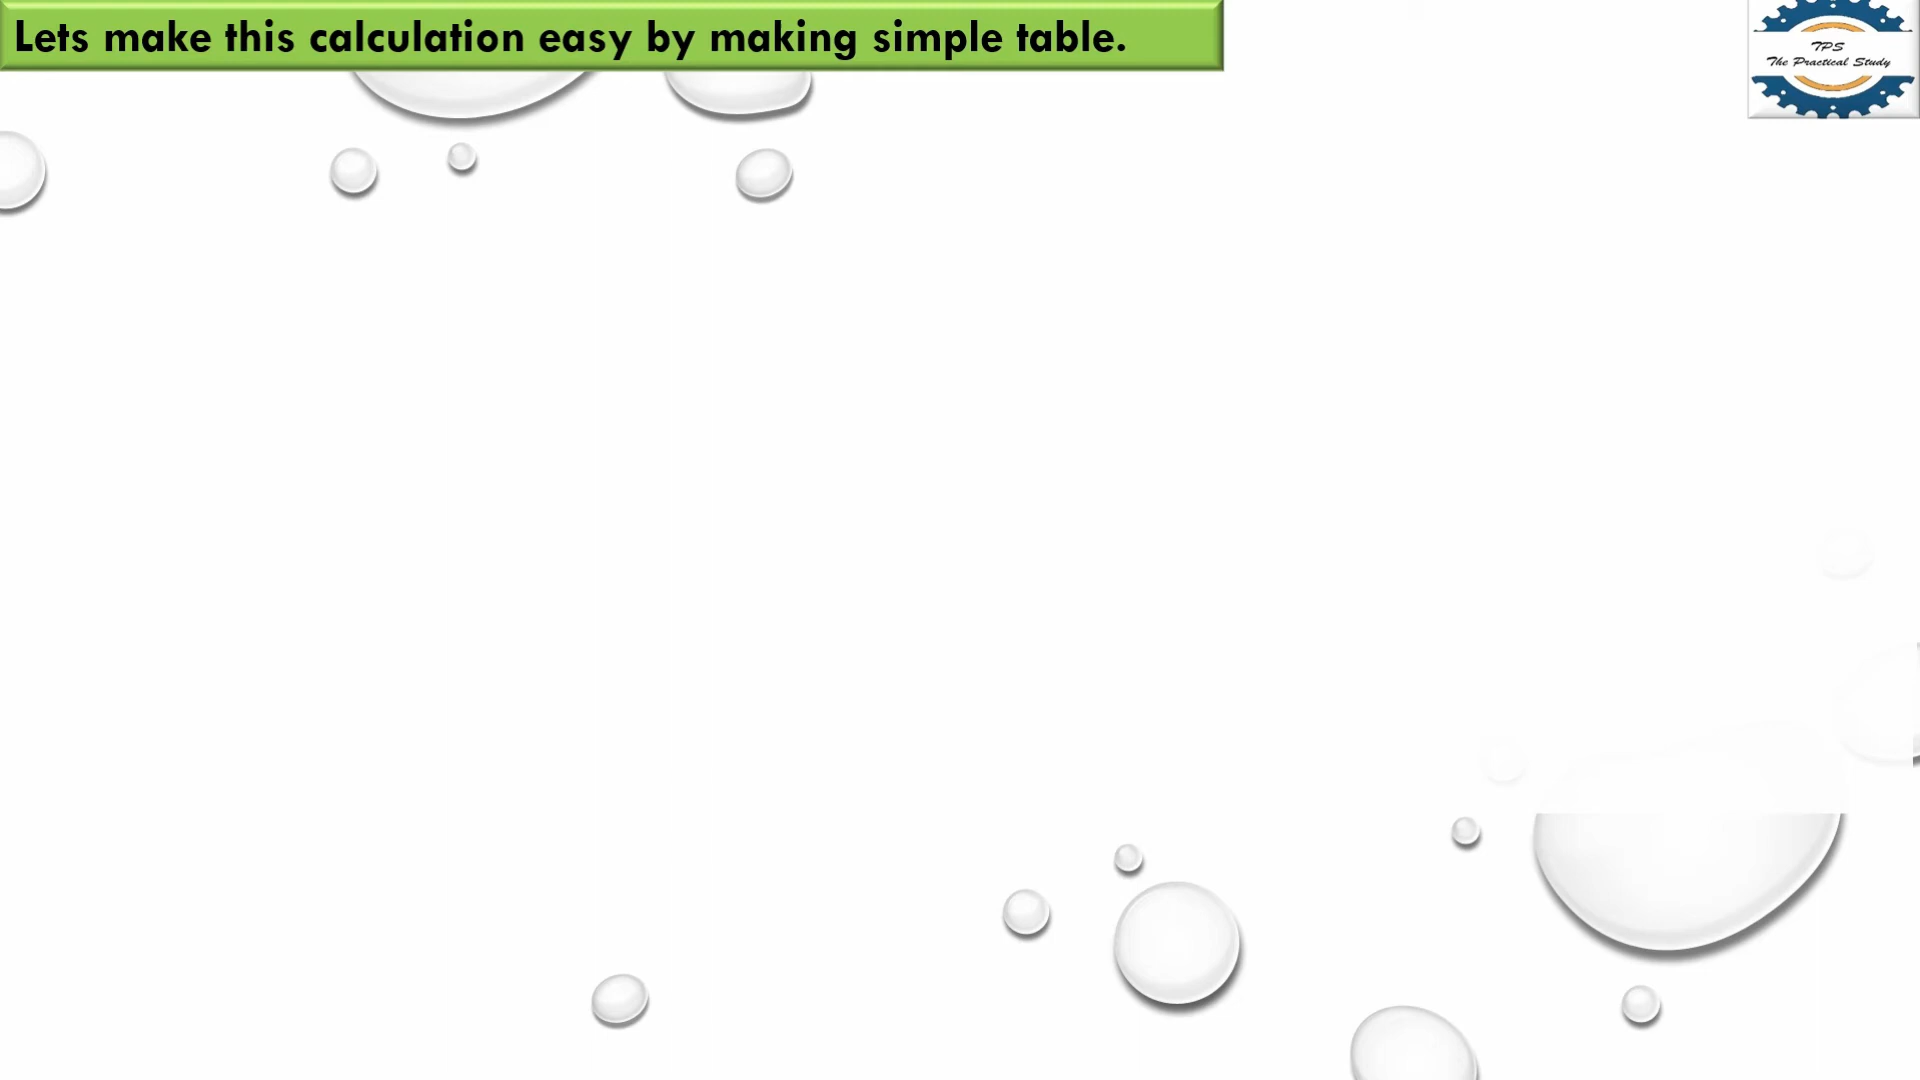 Lets make this calculation easy by making simple table.
TPS
The Practical Study